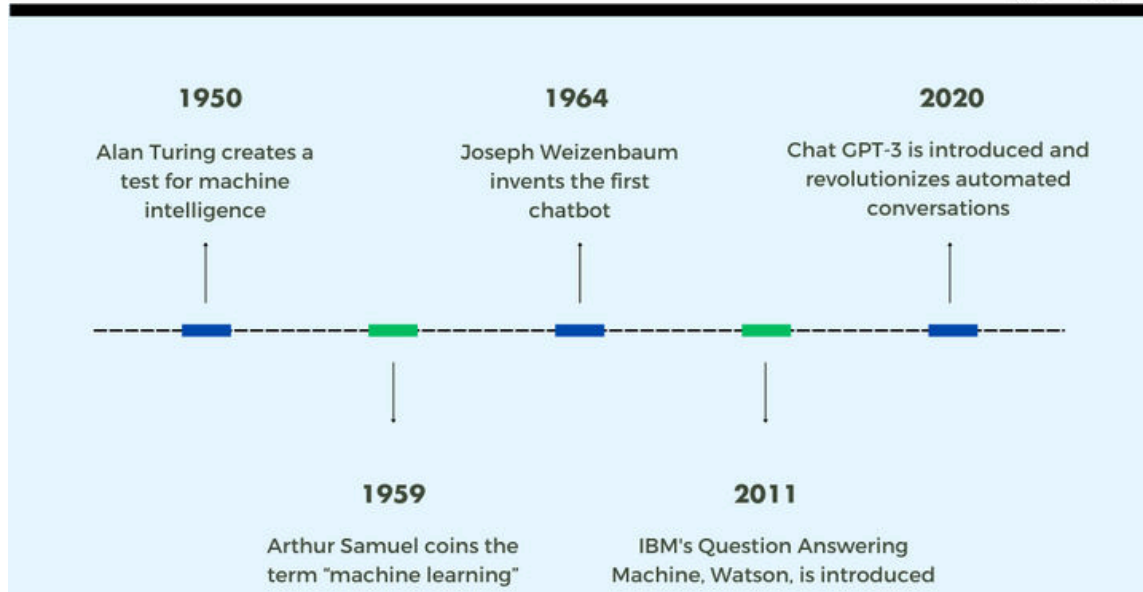 1950
Alan Turing creates a
test for machine
intelligence
1964
Joseph Weizenbaum
invents the first
chatbot
2020
Chat GPT-3 is introduced and
revolutionizes automated
conversations
1959
Arthur Samuel coins the
term “machine learning”
2011
IBM's Question Answering
Machine, Watson, is introduced